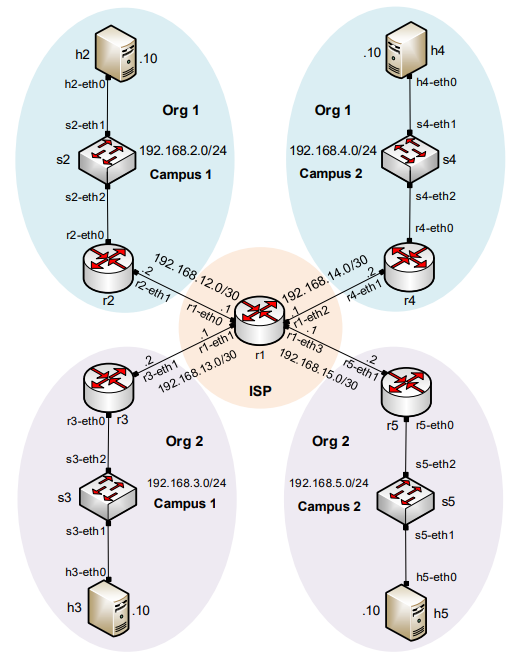 h2
.10
h2-eth0
Org 1
s2-eth1
s2
192.168.2.0/24
Campus 1
s2-eth2
r2-eth0
.2
r2-eth1
r2
192.168.12.0/30
.1
r1-eth0
.10
h4
h4-eth0
Org 1
s4-eth1
192.168.4.0/24
s4
Campus 2
s4-eth2
r4-eth0
.2
r4-eth1
r4
192.168.14.0/30
.1
r1-eth2
r1
ISP
.1
r1-eth1
192.168.13.0/30
.2
r3-eth1
r3-eth0
r3
Org 2
s3-eth2
192.168.3.0/24
s3
Campus 1
s3-eth1
h3-eth0
h3
.10
.1
r1-eth3
192.168.15.0/30
.2
r5-eth1
r5
r5-eth0
Org 2
s5-eth2
192.168.5.0/24
s5
Campus 2
s5-eth1
h5-eth0
.10
h5